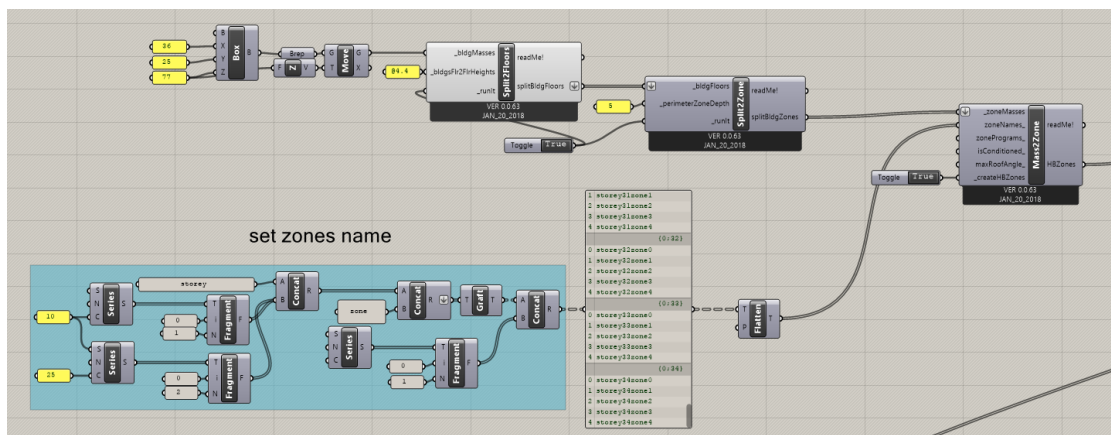 36
25
77
B
X
Y
Z
Box
B
Brep
F
Z
V
G
T
Move
G
X
@4.4
_bldgMasses
_bldgsFlr2FlrHeights
_runIt
Split2Floors
readMe!
splitBldgFloors
VER 0.0.63
JAN_20_2018
Toggle True
5
_bldgFloors
_perimeterZoneDepth
_runIt
Split2Zone
readMe!
splitBldgZones
VER 0.0.63
JAN_20_2018
Toggle True
_zoneMasses
zoneNames_
zonePrograms_
isConditioned_
maxRoofAngle_
_createHBZones
Mass2Zone
readMe!
HBZones
VER 0.0.63
JAN_20_2018
set zones name
10
25
S
N
C
Series
S
S
N
C
Series
S
storey
0
1
T
i
N
Fragment
F
0
2
T
i
N
Fragment
F
A
B
Concat
R
zone
A
B
Concat
R
T
Graft
T
S
N
C
Series
S
0
1
T
i
N
Fragment
F
A
B
Concat
R
1 storey31zone1
2 storey31zone2
3 storey31zone3
4 storey31zone4
{0;32}
0 storey32zone0
1 storey32zone1
2 storey32zone2
3 storey32zone3
4 storey32zone4
{0;33}
0 storey33zone0
1 storey33zone1
2 storey33zone2
3 storey33zone3
4 storey33zone4
{0;34}
0 storey34zone0
1 storey34zone1
2 storey34zone2
3 storey34zone3
4 storey34zone4
T
P
Flatten
T